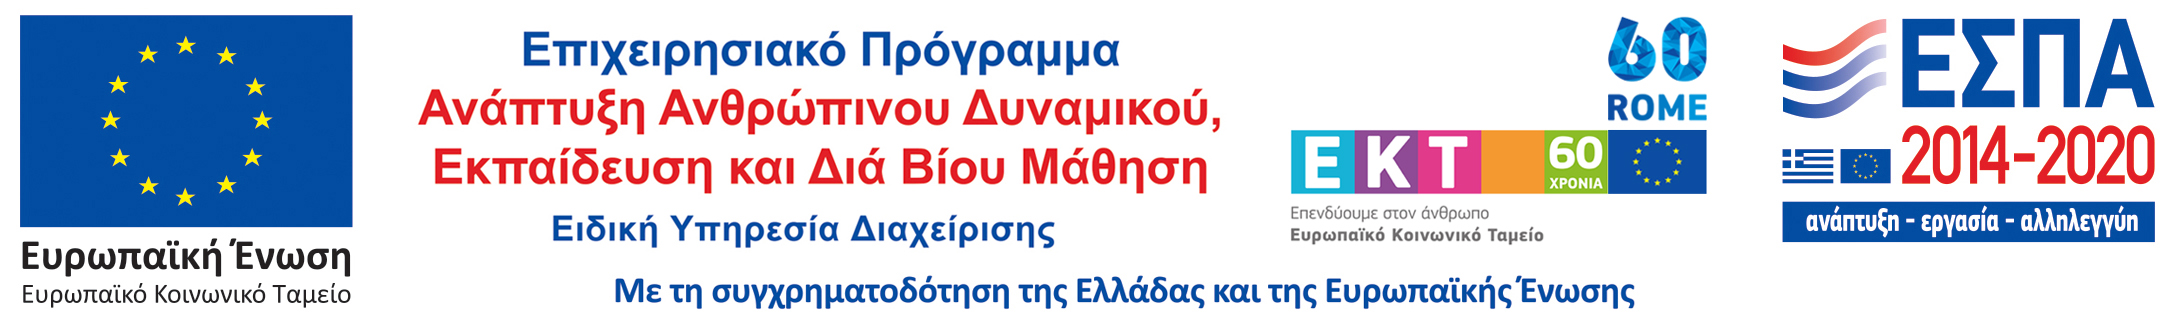 Ευρωπαϊκή Ένωση
Ευρωπαϊκό Κοινωνικό Ταμείο
Επιχειρησιακό Πρόγραμμα
Ανάπτυξη Ανθρώπινου Δυναμικού,
Εκπαίδευση και Διά Βίου Μάθηση
Ειδική Υπηρεσία Διαχείρισης
60
ROME
ΕΚΤ
60
ΧΡΟΝΙΑ
Επενδύουμε στον άνθρωπο
Ευρωπαϊκό Κοινωνικό Ταμείο
ΕΣΠΑ
2014-2020
ανάπτυξη - εργασία - αλληλεγγύη
Με τη συγχρηματοδότηση της Ελλάδας και της Ευρωπαϊκής Ένωσης